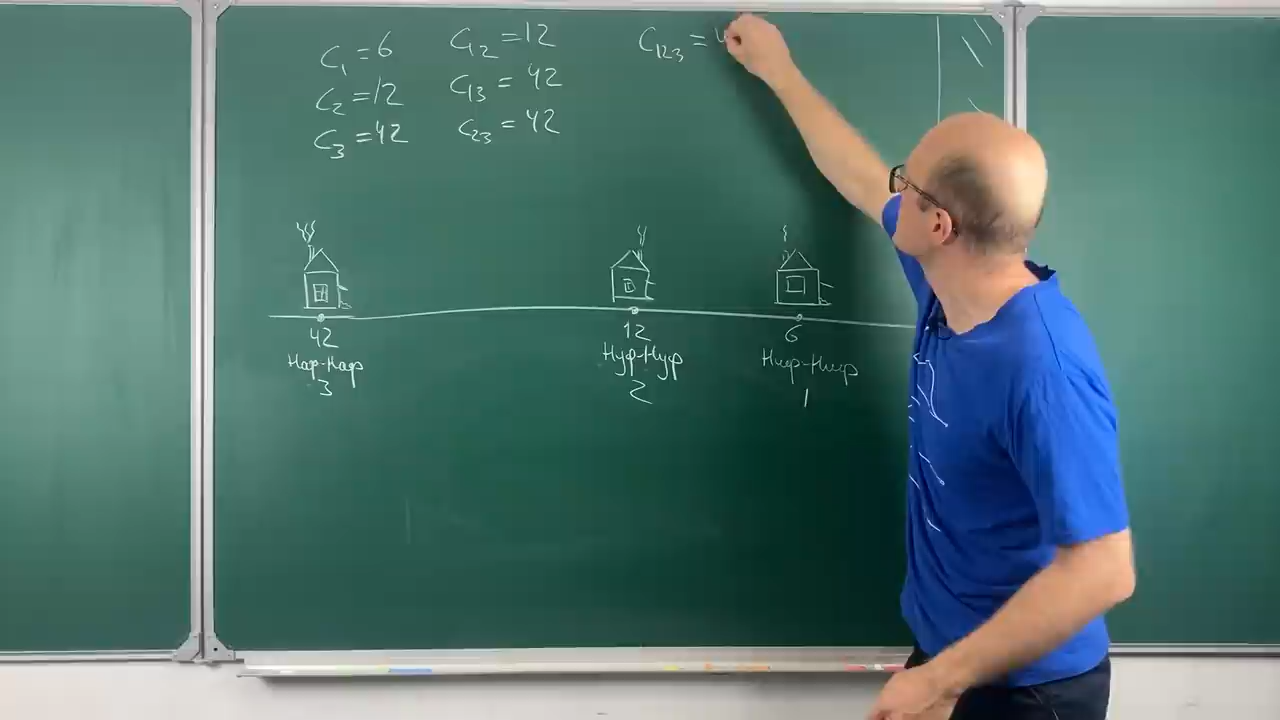 C₁ = 6
C₂ = 12
C₃ = 42
C₁₂ = 12
C₁₃ = 42
C₂₃ = 42
C₁₂₃ = 4
42
Наф-Наф
3
12
Нуф-Нуф
2
6
Ниф-Ниф
1